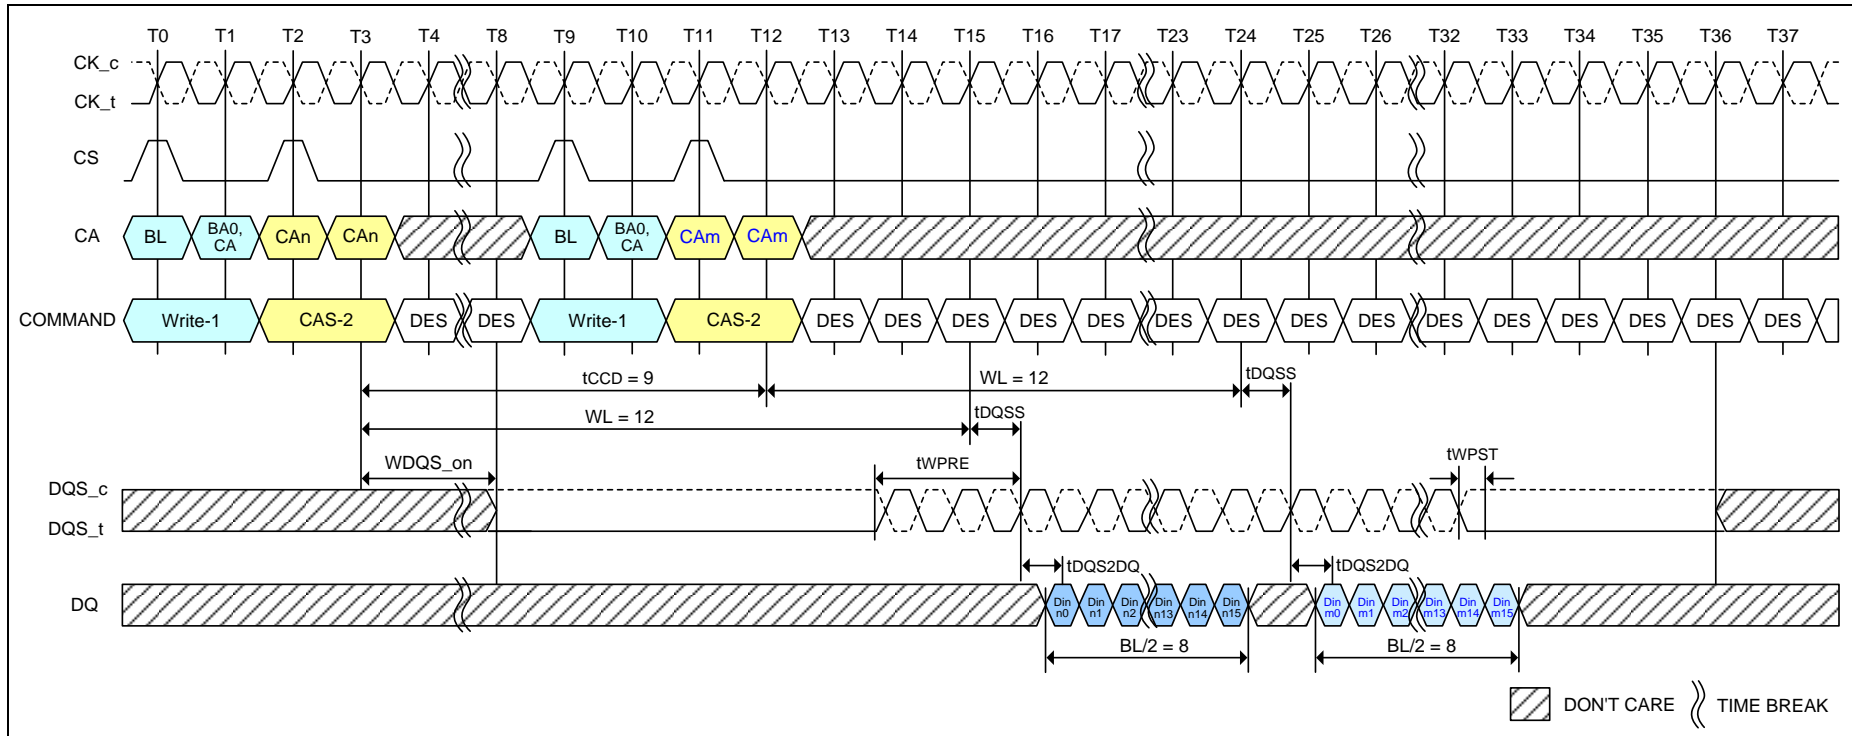 T0 T1 T2 T3 T4 T8 T9 T10 T11 T12 T13 T14 T15 T16 T17 T23 T24 T25 T26 T32 T33 T34 T35 T36 T37
CK_c
CK_t
CS
CA BL BA0, CA CAn CAn BL BA0, CA CAm CAm
COMMAND Write-1 CAS-2 DES DES Write-1 CAS-2 DES DES DES DES DES DES DES DES DES DES DES DES DES DES DES
tCCD = 9 WL = 12 tDQSS
WL = 12 tDQSS
WDQS_on tWPRE tWPST
DQS_c
DQS_t
tDQS2DQ tDQS2DQ
DQ Din n0 Din n1 Din n2 Din n13 Din n14 Din n15 Din m0 Din m1 Din m2 Din m13 Din m14 Din m15
BL/2 = 8 BL/2 = 8
DON'T CARE TIME BREAK